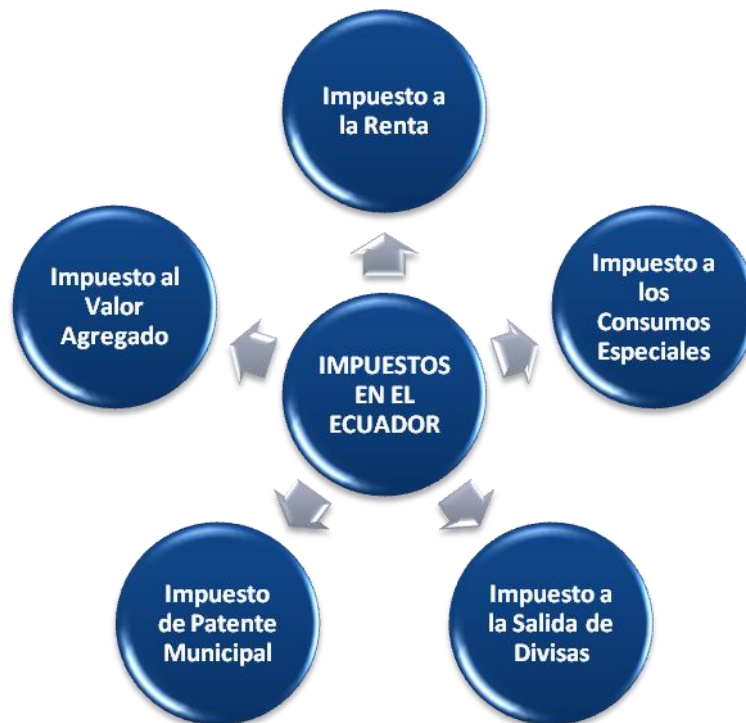 Impuesto a
la Renta
Impuesto al
Valor
Agregado
Impuesto a
los
Consumos
Especiales
IMPUESTOS
EN EL
ECUADOR
Impuesto
de Patente
Municipal
Impuesto a
la Salida de
Divisas